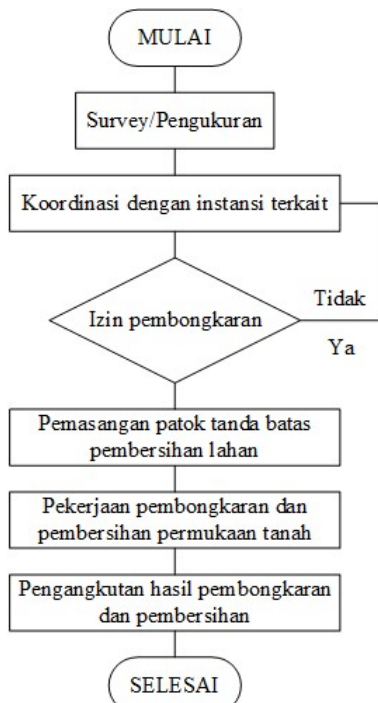 MULAI
Survey/Pengukuran
Koordinasi dengan instansi terkait
Izin pembongkaran
Tidak
Ya
Pemasangan patok tanda batas
pembersihan lahan
Pekerjaan pembongkaran dan
pembersihan permukaan tanah
Pengangkutan hasil pembongkaran
dan pembersihan
SELESAI